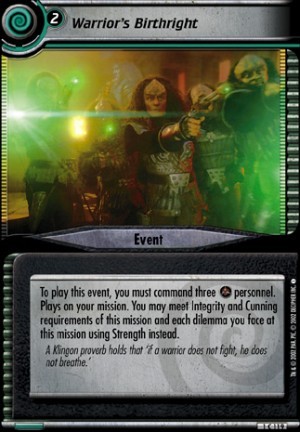 2 Warrior's Birthright
Event
To play this event, you must command three personnel.
Plays on your mission. You may meet Integrity and Cunning
requirements of this mission and each dilemma you face at
this mission using Strength instead.
A Klingon proverb holds that 'if a warrior does not fight, he does
not breathe.'